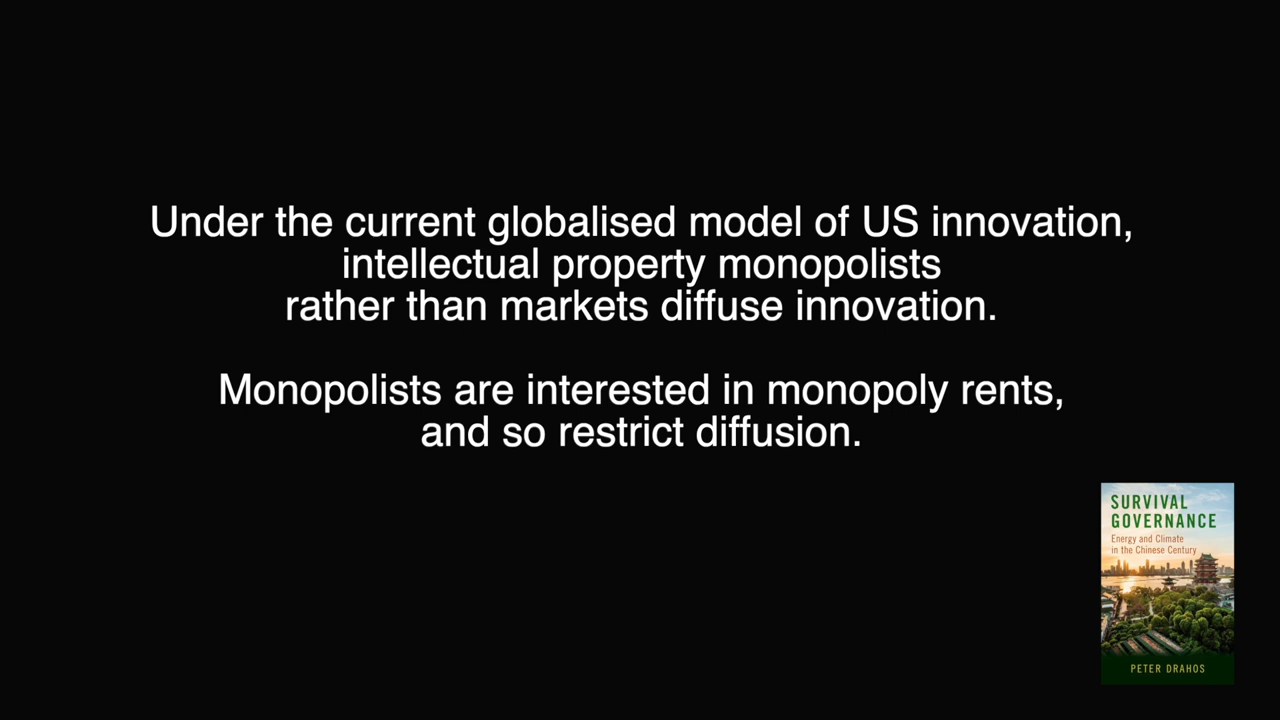 Under the current globalised model of US innovation,
intellectual property monopolists
rather than markets diffuse innovation.
Monopolists are interested in monopoly rents,
and so restrict diffusion.
SURVIVAL
GOVERNANCE
Energy and Climate
in the Chinese Century
PETER DRAHOS